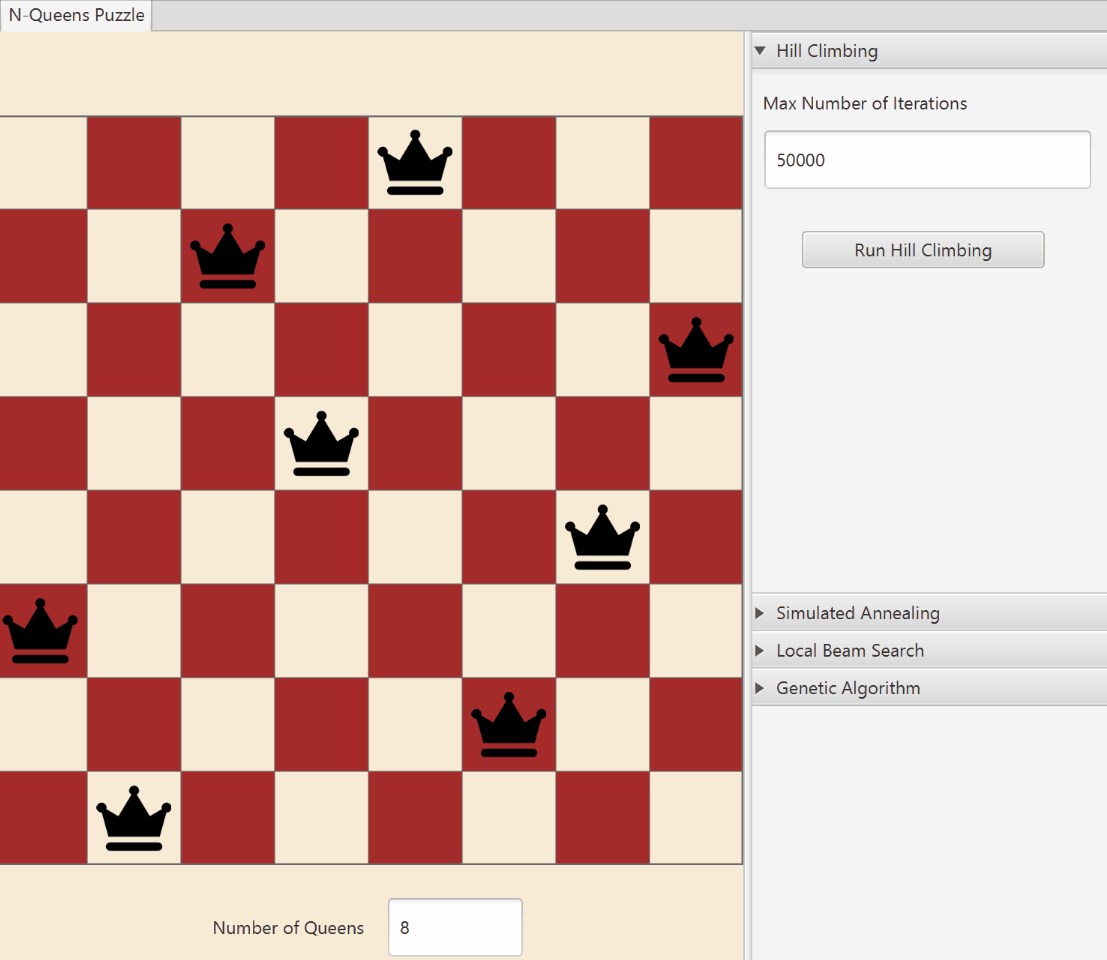 N-Queens Puzzle
Hill Climbing
Max Number of Iterations
50000
Run Hill Climbing
Simulated Annealing
Local Beam Search
Genetic Algorithm
Number of Queens
8